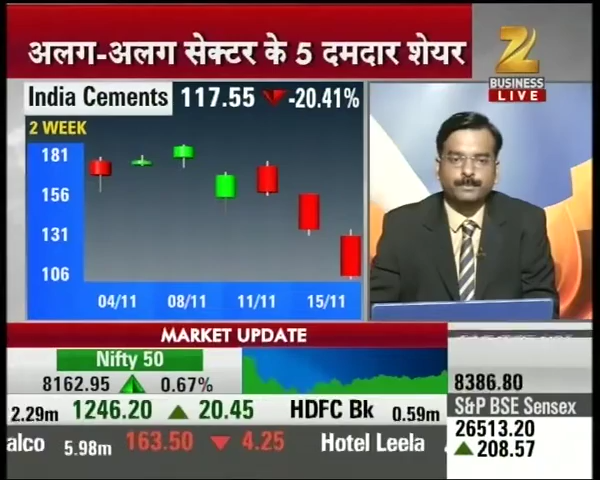 अलग-अलग सेक्टर के 5 दमदार शेयर
Z
BUSINESS
LIVE
India Cements 117.55 -20.41%
2 WEEK
181
156
131
106
04/11 08/11 11/11 15/11
MARKET UPDATE
Nifty 50
8162.95 0.67%
8386.80
S&P BSE Sensex
26513.20
208.57
2.29m 1246.20 20.45 HDFC Bk 0.59m
alco 5.98m 163.50 4.25 Hotel Leela